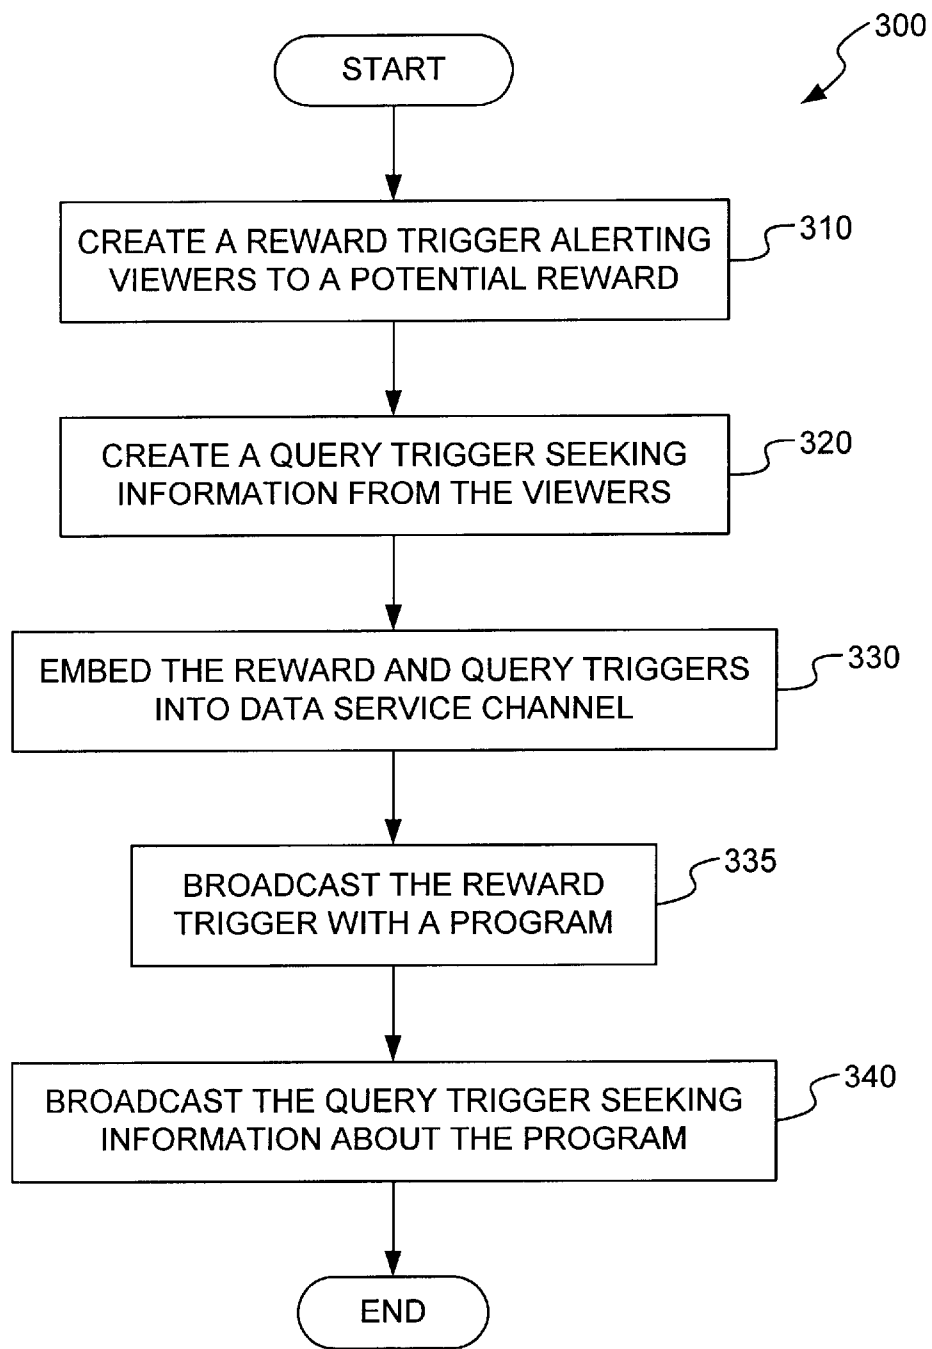 300
START
CREATE A REWARD TRIGGER ALERTING
VIEWERS TO A POTENTIAL REWARD
310
CREATE A QUERY TRIGGER SEEKING
INFORMATION FROM THE VIEWERS
320
EMBED THE REWARD AND QUERY TRIGGERS
INTO DATA SERVICE CHANNEL
330
BROADCAST THE REWARD
TRIGGER WITH A PROGRAM
335
BROADCAST THE QUERY TRIGGER SEEKING
INFORMATION ABOUT THE PROGRAM
340
END